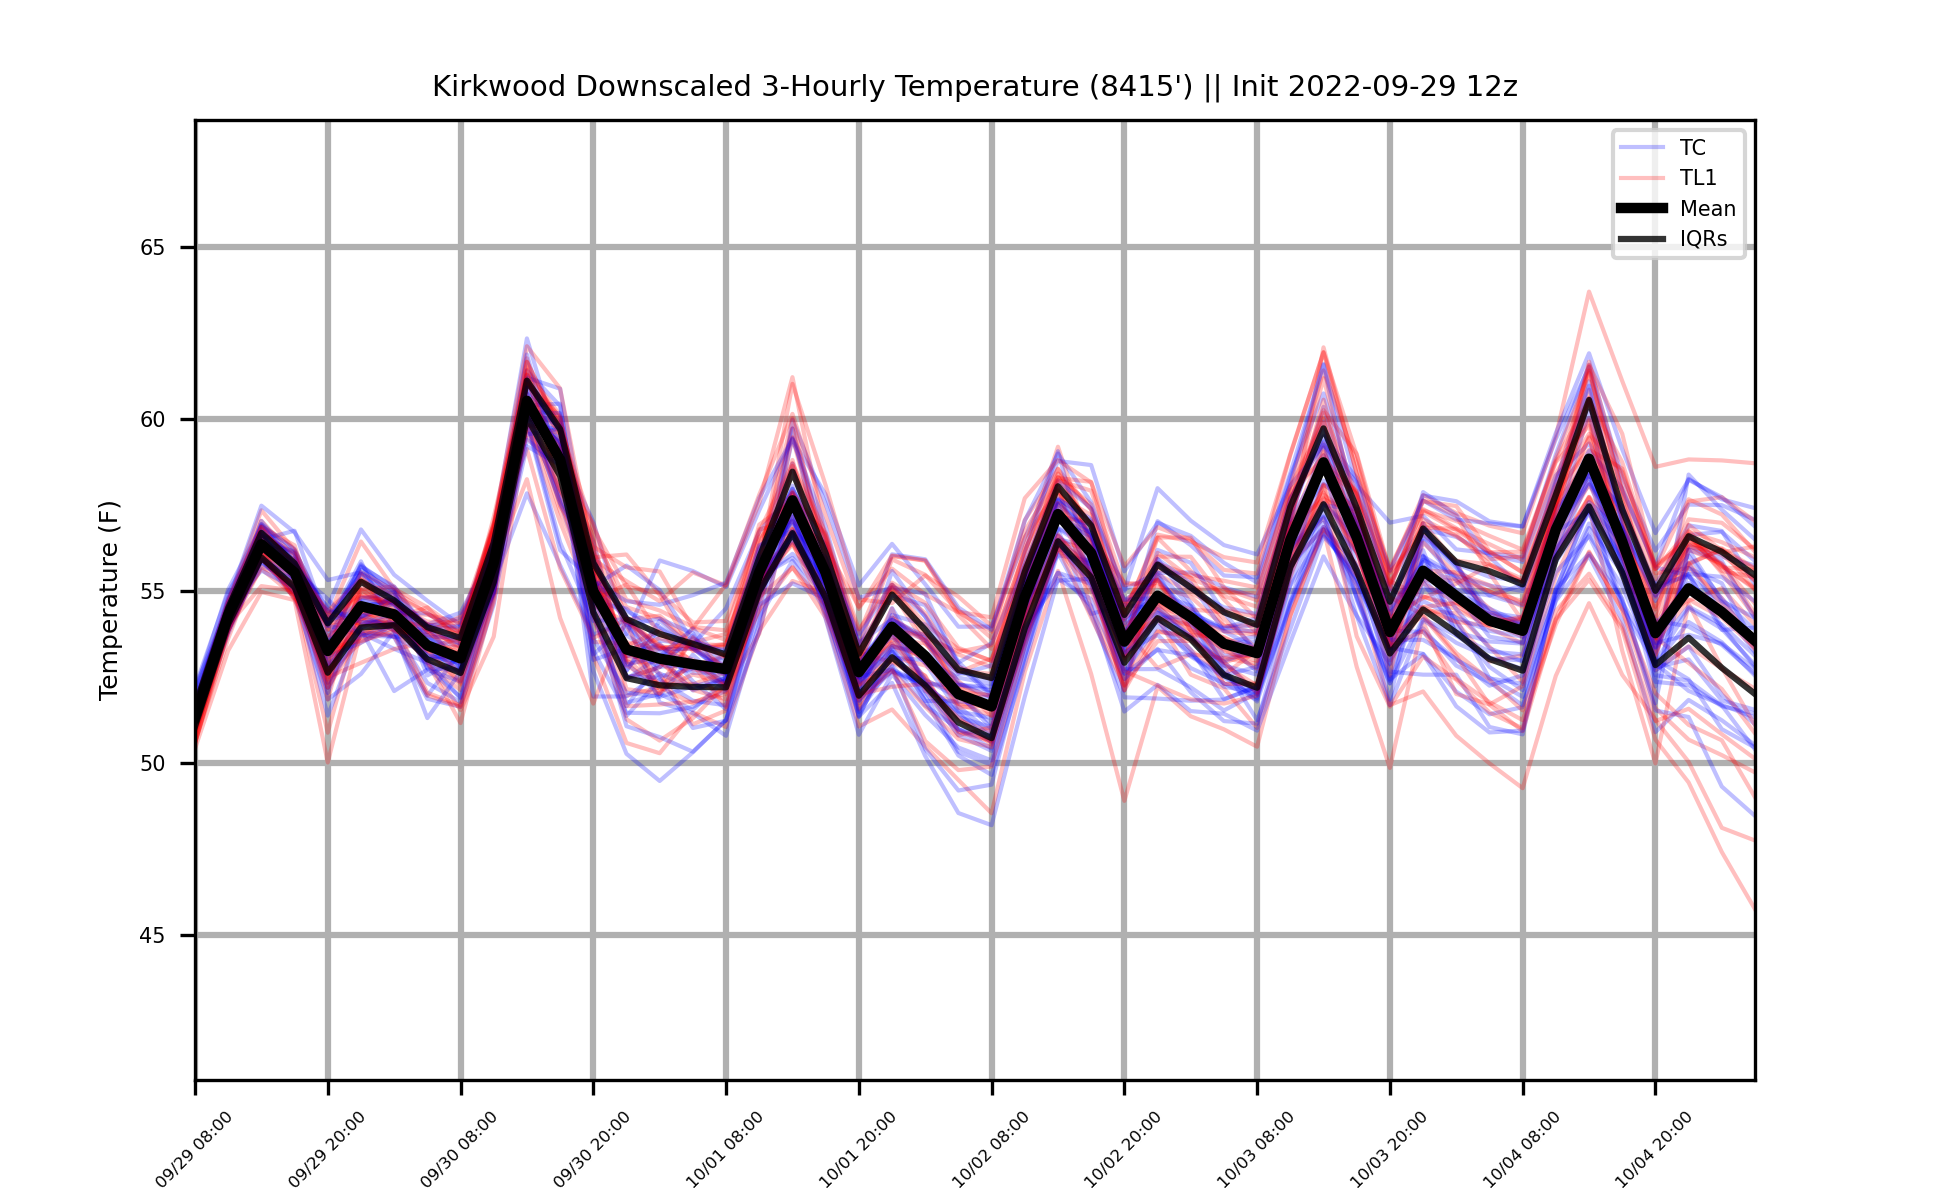 Kirkwood Downscaled 3-Hourly Temperature (8415') || Init 2022-09-29 12z
TC
TL1
Mean
IQRs
Temperature (F)
65
60
55
50
45
09/29 08:00
09/29 20:00
09/30 08:00
09/30 20:00
10/01 08:00
10/01 20:00
10/02 08:00
10/02 20:00
10/03 08:00
10/03 20:00
10/04 08:00
10/04 20:00